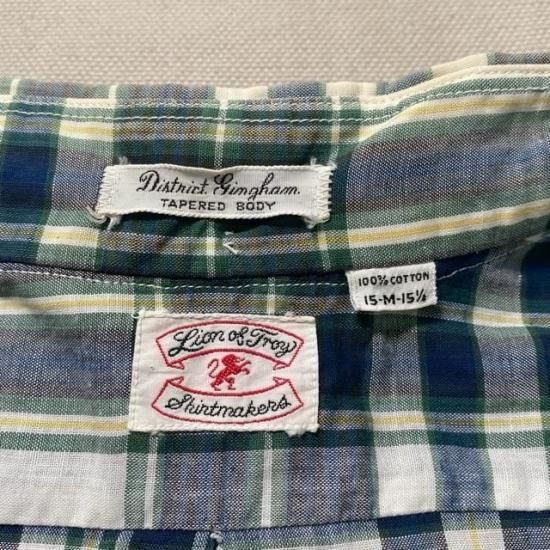 District Gingham
TAPERED BODY
100% COTTON
15-M-15½
Lion of Troy
Shirtmakers